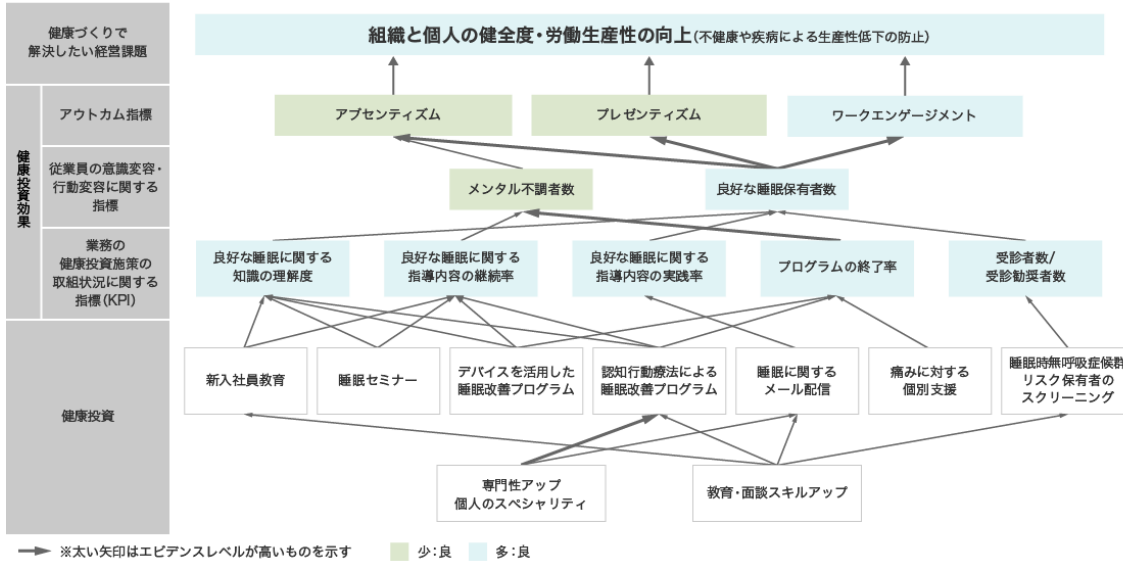 健康づくりで
解決したい経営課題
組織と個人の健全度・労働生産性の向上(不健康や疾病による生産性低下の防止)
健康投資効果
アウトカム指標
アブセンティズム
プレゼンティズム
ワークエンゲージメント
従業員の意識変容・
行動変容に関する
指標
メンタル不調者数
良好な睡眠保有者数
業務の
健康投資施策の
取組状況に関する
指標(KPI)
良好な睡眠に関する
知識の理解度
良好な睡眠に関する
指導内容の継続率
良好な睡眠に関する
指導内容の実践率
プログラムの終了率
受診者数/
受診勧奨者数
健康投資
新入社員教育
睡眠セミナー
デバイスを活用した
睡眠改善プログラム
認知行動療法による
睡眠改善プログラム
睡眠に関する
メール配信
痛みに対する
個別支援
睡眠時無呼吸症候群
リスク保有者の
スクリーニング
専門性アップ
個人のスペシャリティ
教育・面談スキルアップ
※太い矢印はエビデンスレベルが高いものを示す
少:良
多:良